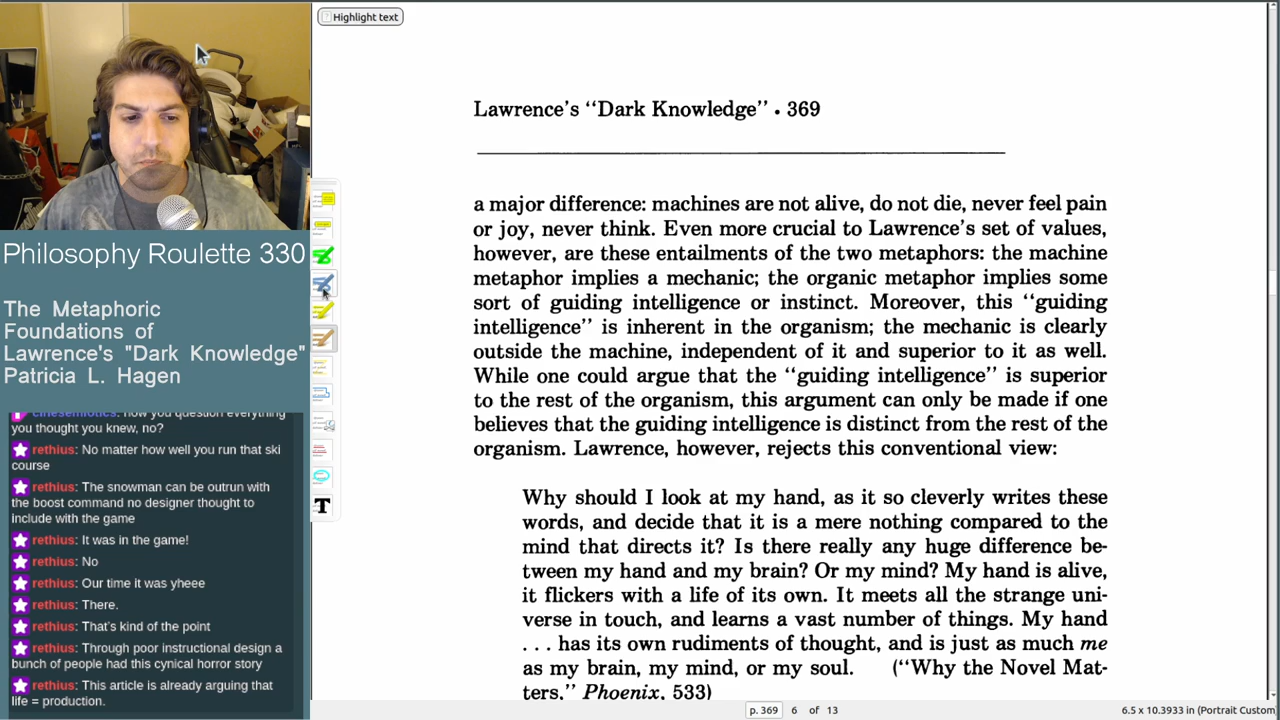 Highlight text
Lawrence's "Dark Knowledge" • 369
a major difference: machines are not alive, do not die, never feel pain
or joy, never think. Even more crucial to Lawrence's set of values,
however, are these entailments of the two metaphors: the machine
metaphor implies a mechanic; the organic metaphor implies some
sort of guiding intelligence or instinct. Moreover, this "guiding
intelligence" is inherent in the organism; the mechanic is clearly
outside the machine, independent of it and superior to it as well.
While one could argue that the "guiding intelligence" is superior
to the rest of the organism, this argument can only be made if one
believes that the guiding intelligence is distinct from the rest of the
organism. Lawrence, however, rejects this conventional view:
Why should I look at my hand, as it so cleverly writes these
words, and decide that it is a mere nothing compared to the
mind that directs it? Is there really any huge difference be-
tween my hand and my brain? Or my mind? My hand is alive,
it flickers with a life of its own. It meets all the strange uni-
verse in touch, and learns a vast number of things. My hand
. . . has its own rudiments of thought, and is just as much me
as my brain, my mind, or my soul. ("Why the Novel Mat-
ters," Phoenix, 533)
Philosophy Roulette 330
The Metaphoric
Foundations of
Lawrence's "Dark Knowledge"
Patricia L. Hagen
cinesemiotics: now you question everything
you thought you knew, no?
rethius: No matter how well you run that ski
course
rethius: The snowman can be outrun with
the boost command no designer thought to
include with the game
rethius: It was in the game!
rethius: No
rethius: Our time it was yheee
rethius: There.
rethius: That's kind of the point
rethius: Through poor instructional design a
bunch of people had this cynical horror story
rethius: This article is already arguing that
life = production.
T
p. 369 6 of 13
6.5 x 10.3933 in (Portrait Custom